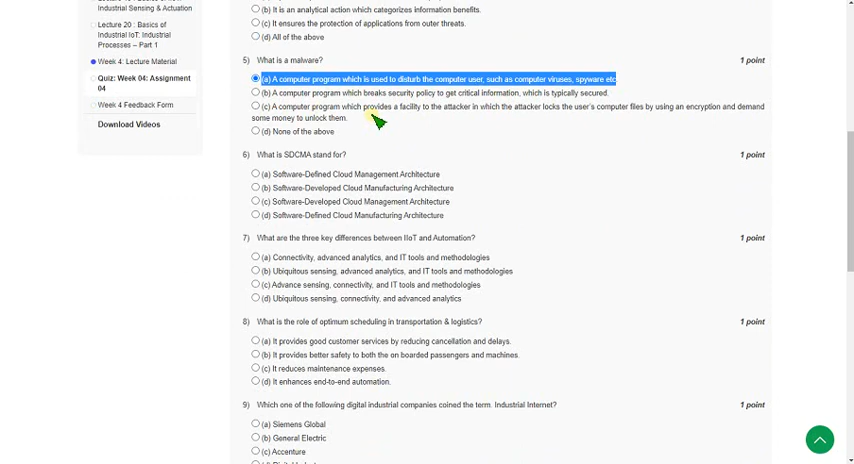 Industrial Sensing & Actuation
Lecture 20 : Basics of
Industrial IoT: Industrial
Processes – Part 1
Week 4: Lecture Material
Quiz: Week 04: Assignment
04
Week 4 Feedback Form
Download Videos
(b) It is an analytical action which categorizes information benefits.
(c) It ensures the protection of applications from outer threats.
(d) All of the above
5) What is a malware? 1 point
(a) A computer program which is used to disturb the computer user, such as computer viruses, spyware etc
(b) A computer program which breaks security policy to get critical information, which is typically secured.
(c) A computer program which provides a facility to the attacker in which the attacker locks the user's computer files by using an encryption and demand
some money to unlock them.
(d) None of the above
6) What is SDCMA stand for? 1 point
(a) Software-Defined Cloud Management Architecture
(b) Software-Developed Cloud Manufacturing Architecture
(c) Software-Developed Cloud Management Architecture
(d) Software-Defined Cloud Manufacturing Architecture
7) What are the three key differences between IIoT and Automation? 1 point
(a) Connectivity, advanced analytics, and IT tools and methodologies
(b) Ubiquitous sensing, advanced analytics, and IT tools and methodologies
(c) Advance sensing, connectivity, and IT tools and methodologies
(d) Ubiquitous sensing, connectivity, and advanced analytics
8) What is the role of optimum scheduling in transportation & logistics? 1 point
(a) It provides good customer services by reducing cancellation and delays.
(b) It provides better safety to both the on boarded passengers and machines.
(c) It reduces maintenance expenses.
(d) It enhances end-to-end automation.
9) Which one of the following digital industrial companies coined the term. Industrial Internet? 1 point
(a) Siemens Global
(b) General Electric
(c) Accenture